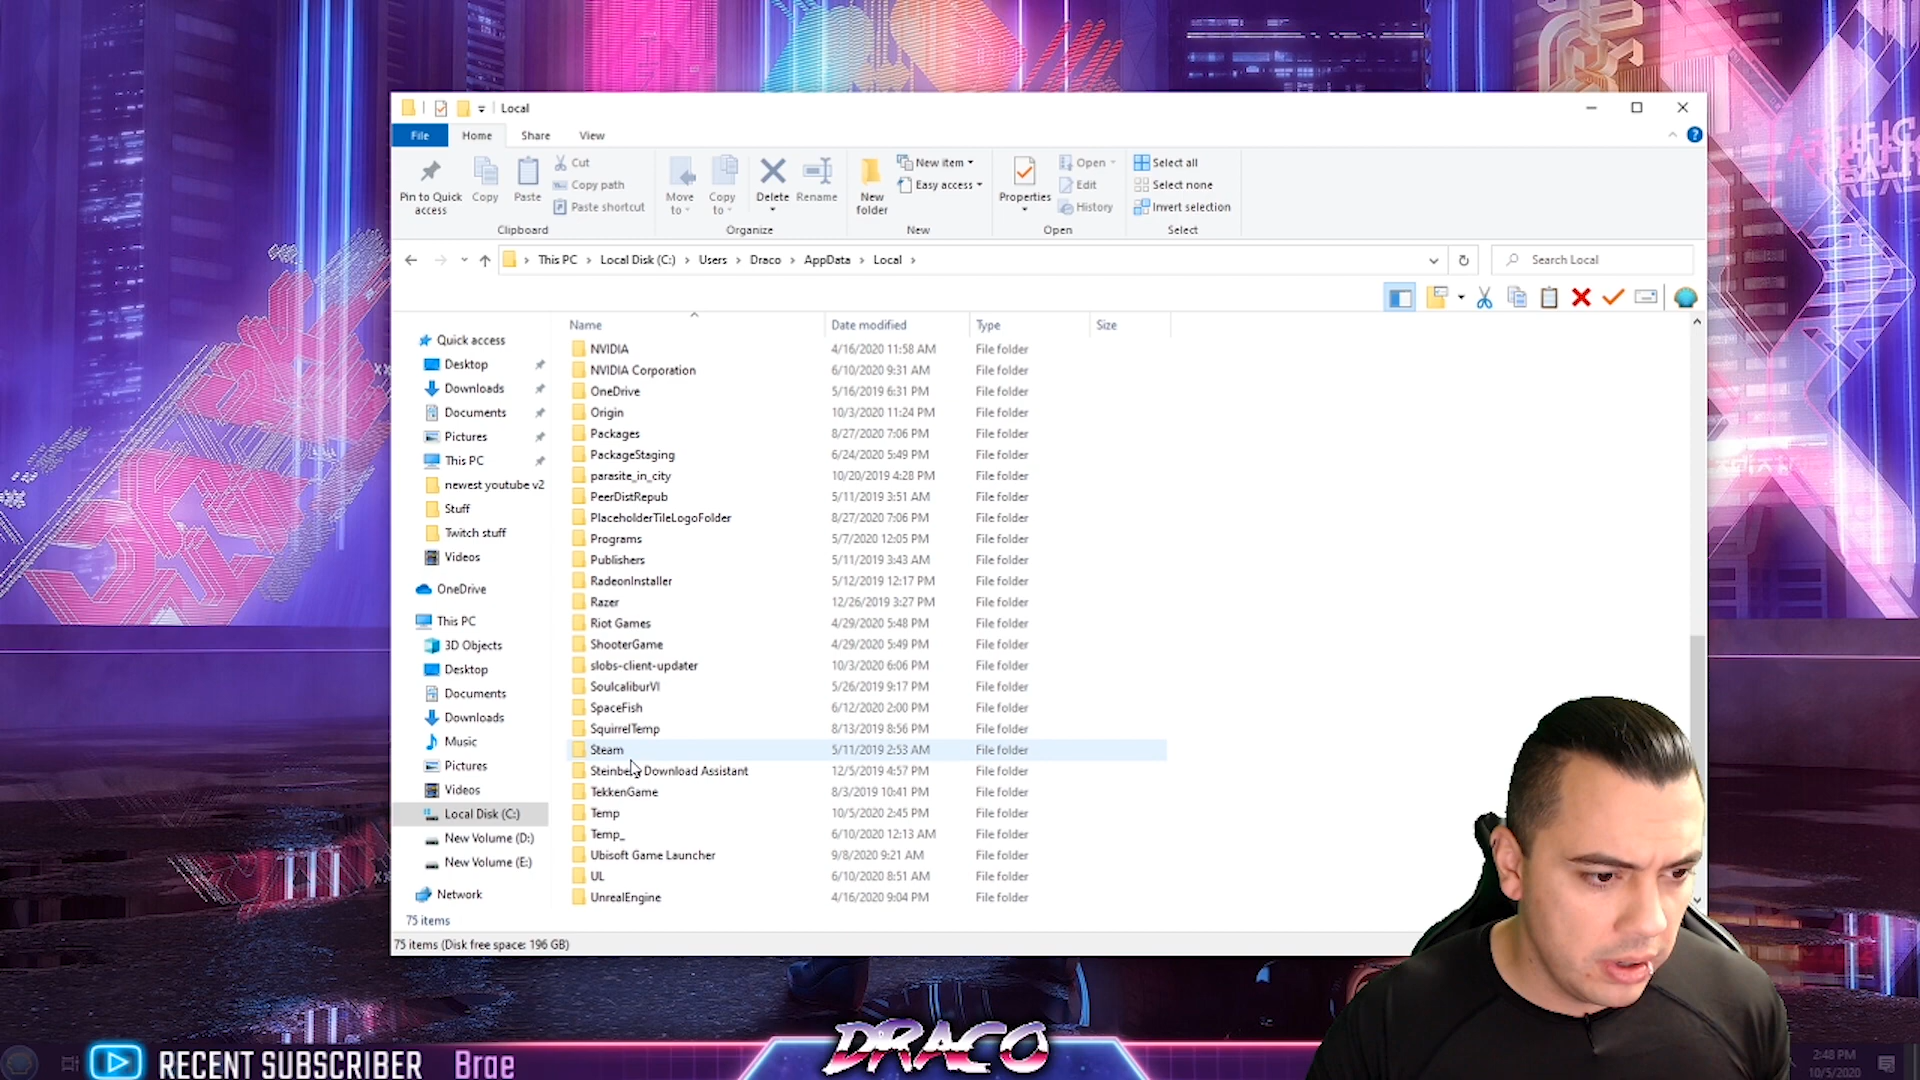 Local
File Home Share View
Pin to Quick access
Copy
Paste
Cut
Copy path
Paste shortcut
Clipboard
Move to
Copy to
Delete
Rename
Organize
New folder
New item
Easy access
New
Properties
Open
Edit
History
Open
Select all
Select none
Invert selection
Select
This PC > Local Disk (C:) > Users > Draco > AppData > Local >
Search Local
Name Date modified Type Size
Quick access
Desktop
Downloads
Documents
Pictures
This PC
newest youtube v2
Stuff
Twitch stuff
Videos
OneDrive
This PC
3D Objects
Desktop
Documents
Downloads
Music
Pictures
Videos
Local Disk (C:)
New Volume (D:)
New Volume (E:)
Network
NVIDIA 4/16/2020 11:58 AM File folder
NVIDIA Corporation 6/10/2020 9:31 AM File folder
OneDrive 5/16/2019 6:31 PM File folder
Origin 10/3/2020 11:24 PM File folder
Packages 8/27/2020 7:06 PM File folder
PackageStaging 6/24/2020 5:49 PM File folder
parasite_in_city 10/20/2019 4:28 PM File folder
PeerDistRepub 5/11/2019 3:51 AM File folder
PlaceholderTileLogoFolder 8/27/2020 7:06 PM File folder
Programs 5/7/2020 12:05 PM File folder
Publishers 5/11/2019 3:43 AM File folder
RadeonInstaller 5/12/2019 12:17 PM File folder
Razer 12/26/2019 3:27 PM File folder
Riot Games 4/29/2020 5:48 PM File folder
ShooterGame 4/29/2020 5:49 PM File folder
slobs-client-updater 10/3/2020 6:06 PM File folder
SoulcaliburVI 5/26/2019 9:17 PM File folder
SpaceFish 6/12/2020 2:00 PM File folder
SquirrelTemp 8/13/2019 8:56 PM File folder
Steam 5/11/2019 2:53 AM File folder
Steinberg Download Assistant 12/5/2019 4:57 PM File folder
TekkenGame 8/3/2019 10:41 PM File folder
Temp 10/5/2020 2:45 PM File folder
Temp_ 6/10/2020 12:13 AM File folder
Ubisoft Game Launcher 9/8/2020 9:21 AM File folder
UL 6/10/2020 8:51 AM File folder
UnrealEngine 4/16/2020 9:04 PM File folder
75 items
75 items (Disk free space: 196 GB)
RECENT SUBSCRIBER Brae
DRACO
2:48 PM
10/5/2020